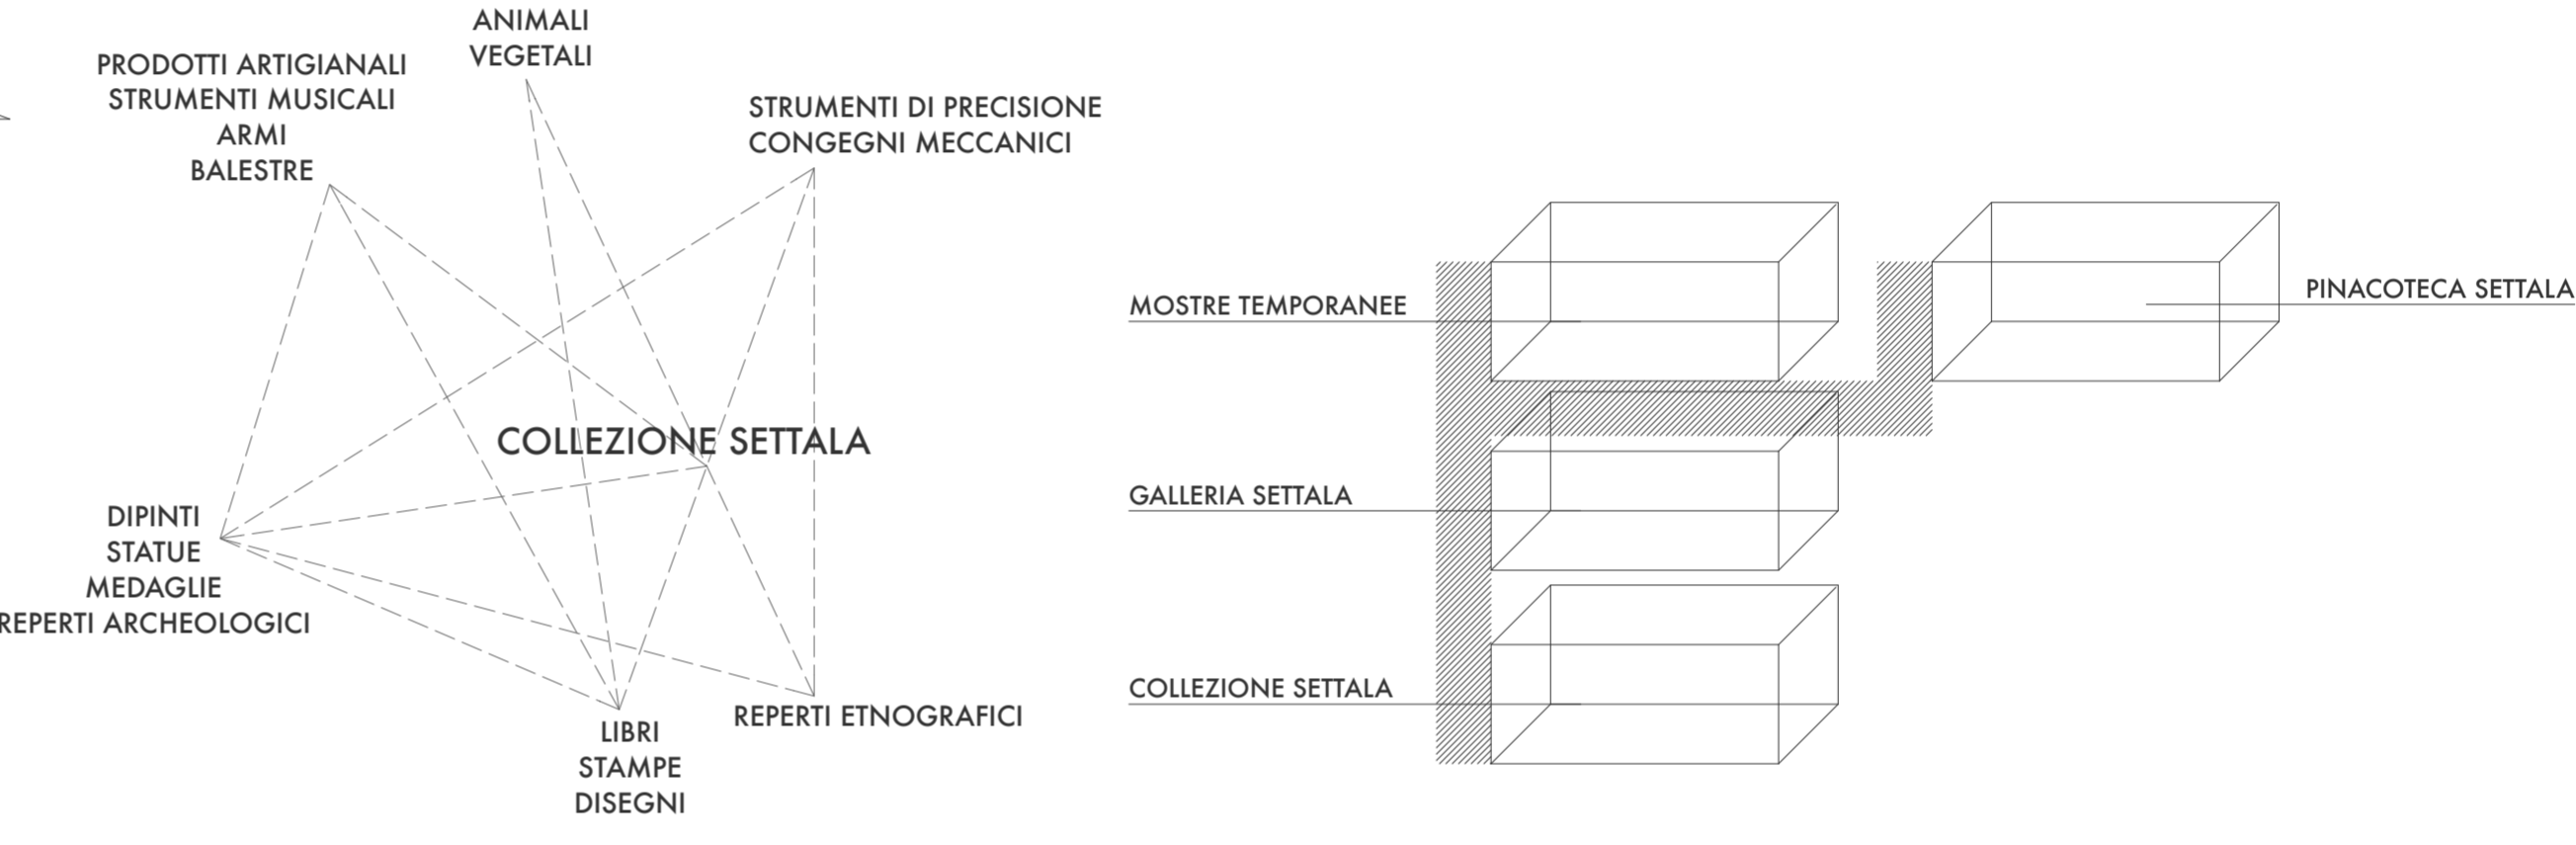 ANIMALI
VEGETALI
PRODOTTI ARTIGIANALI
STRUMENTI MUSICALI
ARMI
BALESTRE
STRUMENTI DI PRECISIONE
CONGEGNI MECCANICI
COLLEZIONE SETTALA
DIPINTI
STATUE
MEDAGLIE
REPERTI ARCHEOLOGICI
LIBRI
STAMPE
DISEGNI
REPERTI ETNOGRAFICI
MOSTRE TEMPORANEE
PINACOTECA SETTALA
GALLERIA SETTALA
COLLEZIONE SETTALA